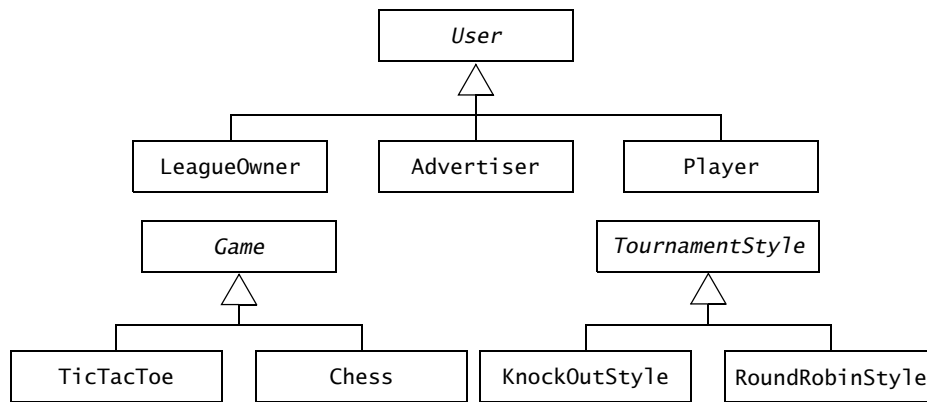 User
LeagueOwner
Advertiser
Player
Game
TournamentStyle
TicTacToe
Chess
KnockOutStyle
RoundRobinStyle